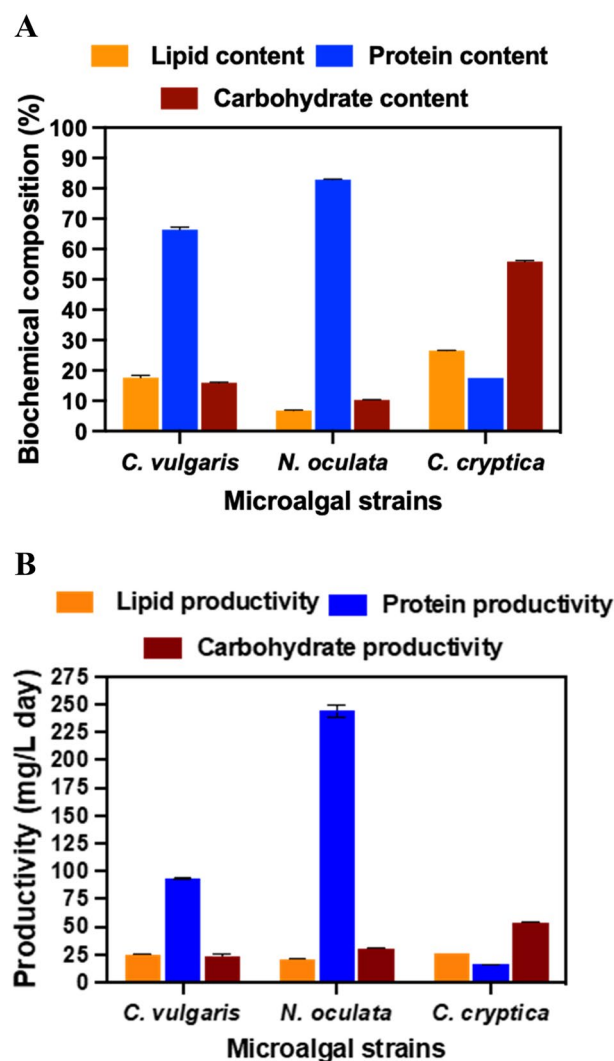 A
Lipid content Protein content
Carbohydrate content
Biochemical composition (%)
100
90
80
70
60
50
40
30
20
10
0
C. vulgaris N. oculata C. cryptica
Microalgal strains
B
Lipid productivity Protein productivity
Carbohydrate productivity
Productivity (mg/L day)
275
250
225
200
175
150
125
100
75
50
25
0
C. vulgaris N. oculata C. cryptica
Microalgal strains